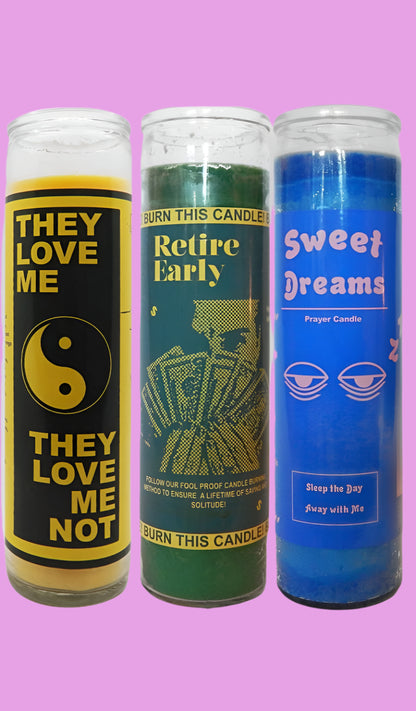 THEY
LOVE
ME
THEY
LOVE
ME
NOT
BURN THIS CANDLE!
Retire
Early
$
FOLLOW OUR FOOL PROOF CANDLE BURNING
METHOD TO ENSURE A LIFETIME OF SAVING
SOLITUDE!
$
BURN THIS CANDLE!
Sweet
Dreams
Prayer Candle
Z
Sleep the Day
Away with Me